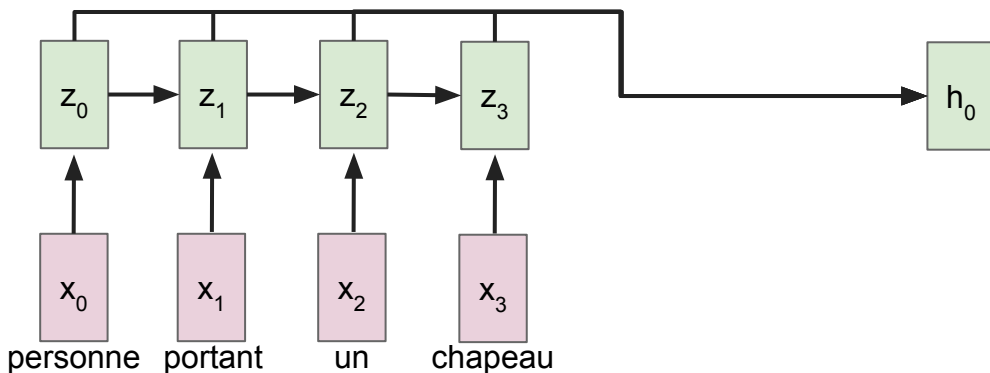 z₀ z₁ z₂ z₃ h₀
x₀ x₁ x₂ x₃
personne portant un chapeau